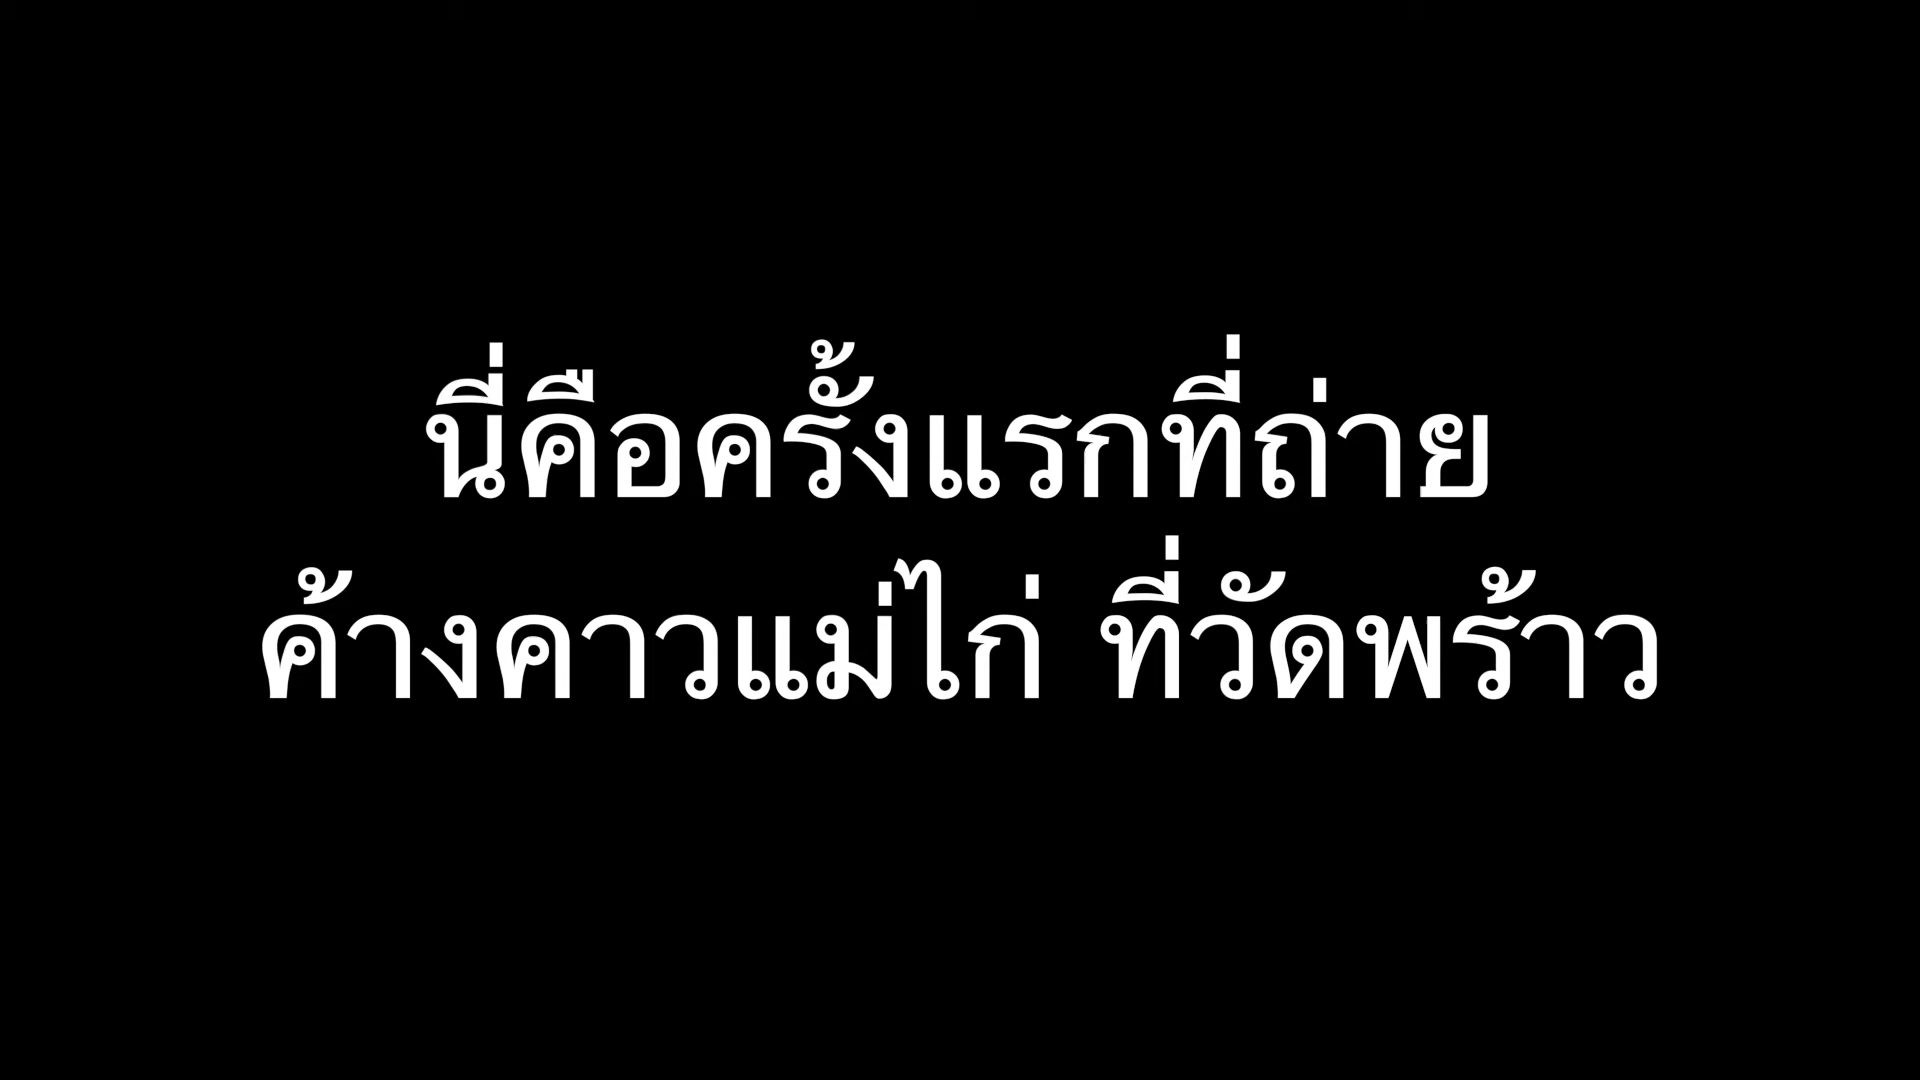 นี่คือครั้งแรกที่ถ่าย
ค้างคาวแม่ไก่ ที่วัดพร้าว